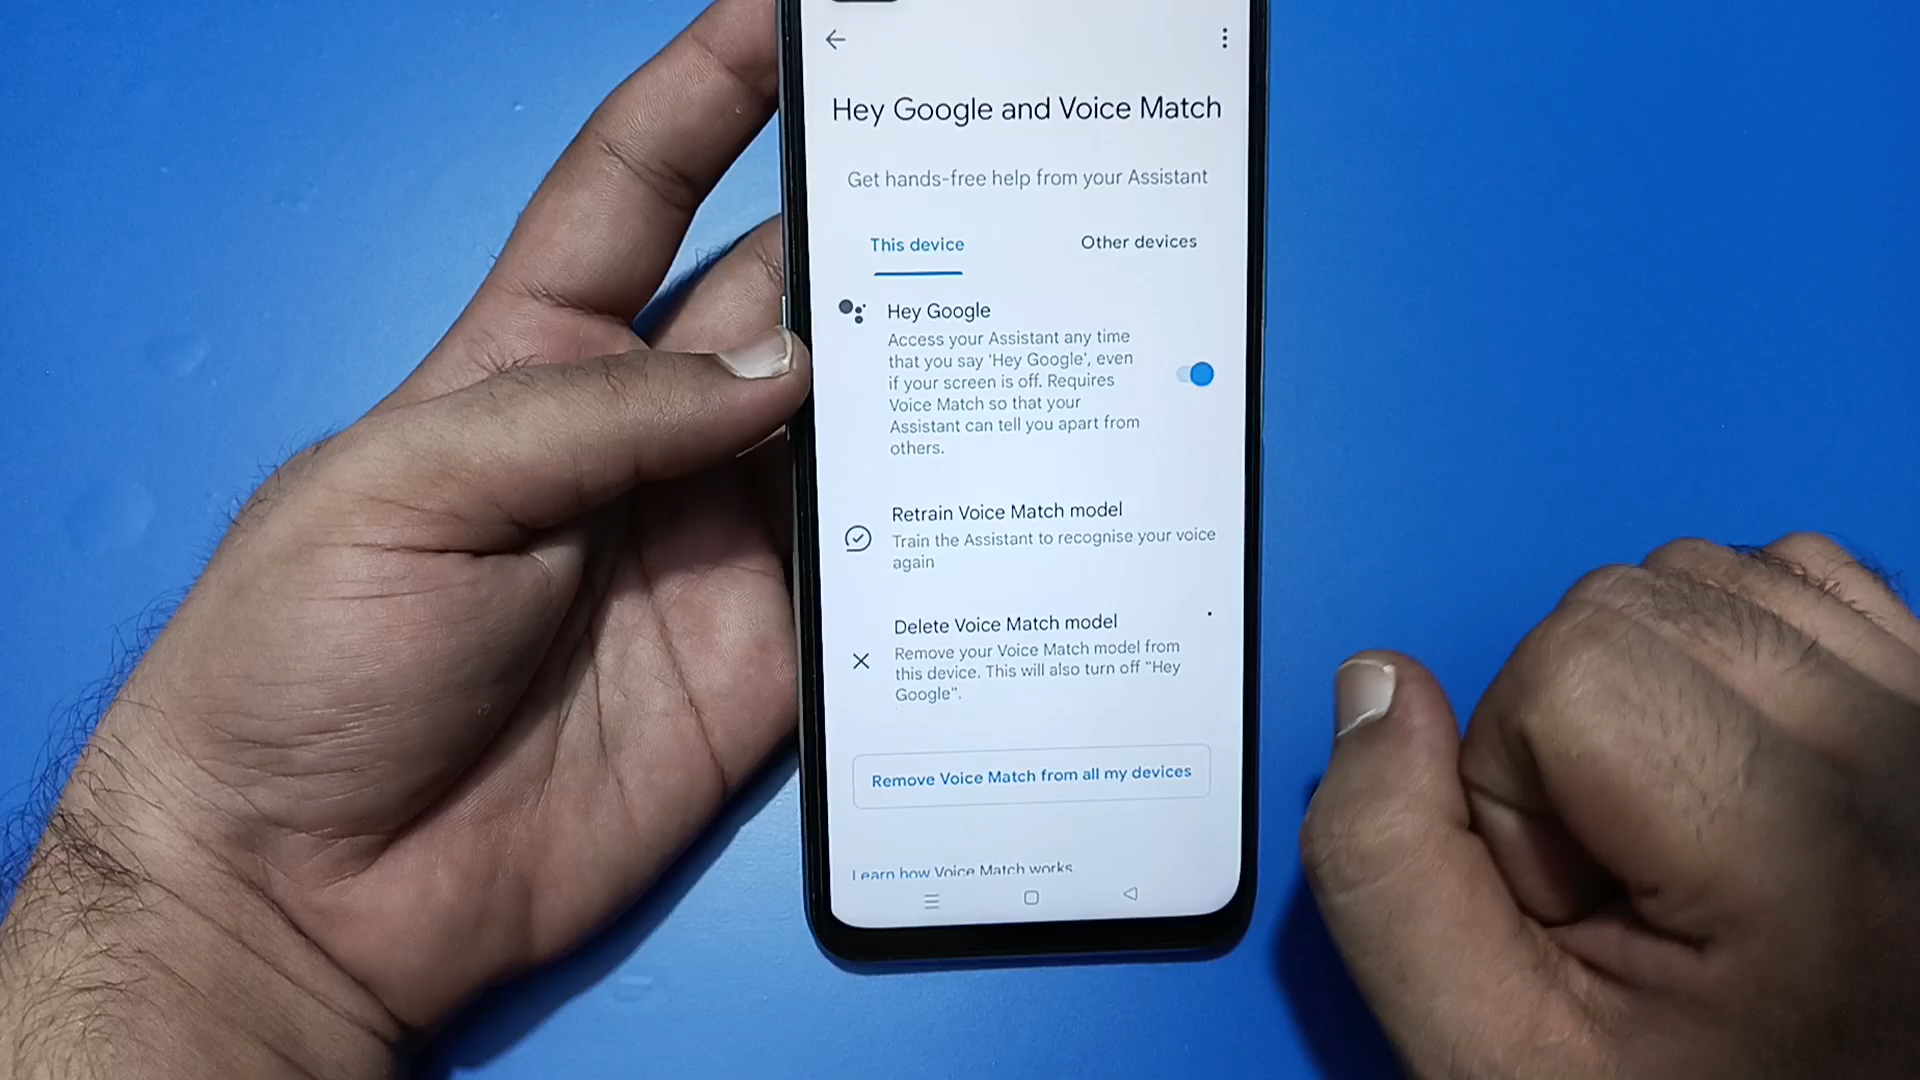 Hey Google and Voice Match
Get hands-free help from your Assistant
This device
Other devices
Hey Google
Access your Assistant any time
that you say 'Hey Google', even
if your screen is off. Requires
Voice Match so that your
Assistant can tell you apart from
others.
Retrain Voice Match model
Train the Assistant to recognise your voice
again
Delete Voice Match model
Remove your Voice Match model from
this device. This will also turn off "Hey
Google".
Remove Voice Match from all my devices
Learn how Voice Match works